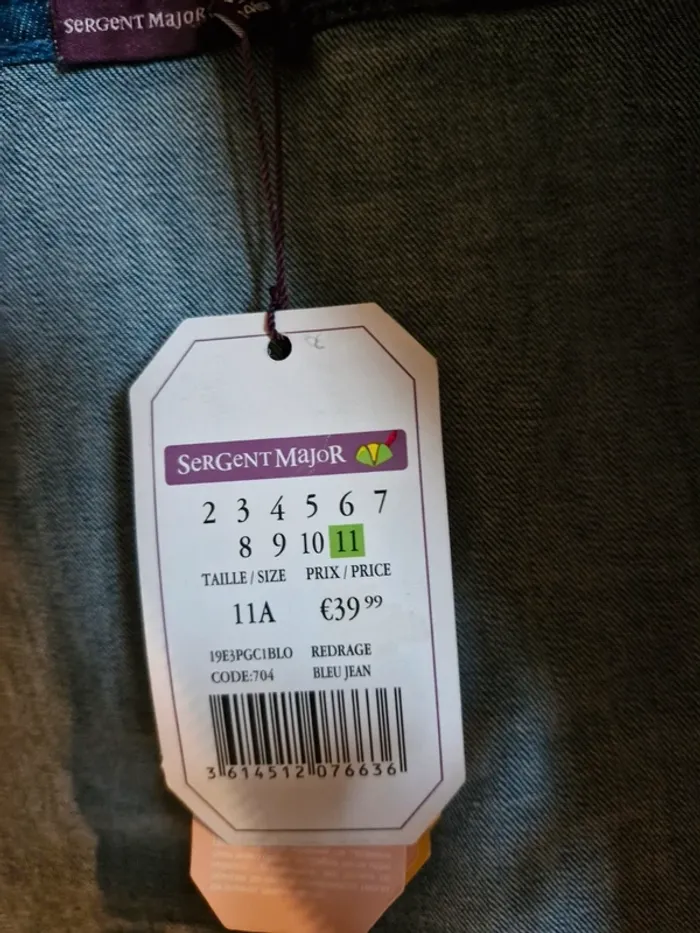 SeRGeNT MaJoR
SeRGeNT MaJoR
2 3 4 5 6 7
8 9 10 11
TAILLE / SIZE PRIX / PRICE
11A €39 99
19E3PGC1BLO REDRAGE
CODE:704 BLEU JEAN
3 614512 076636